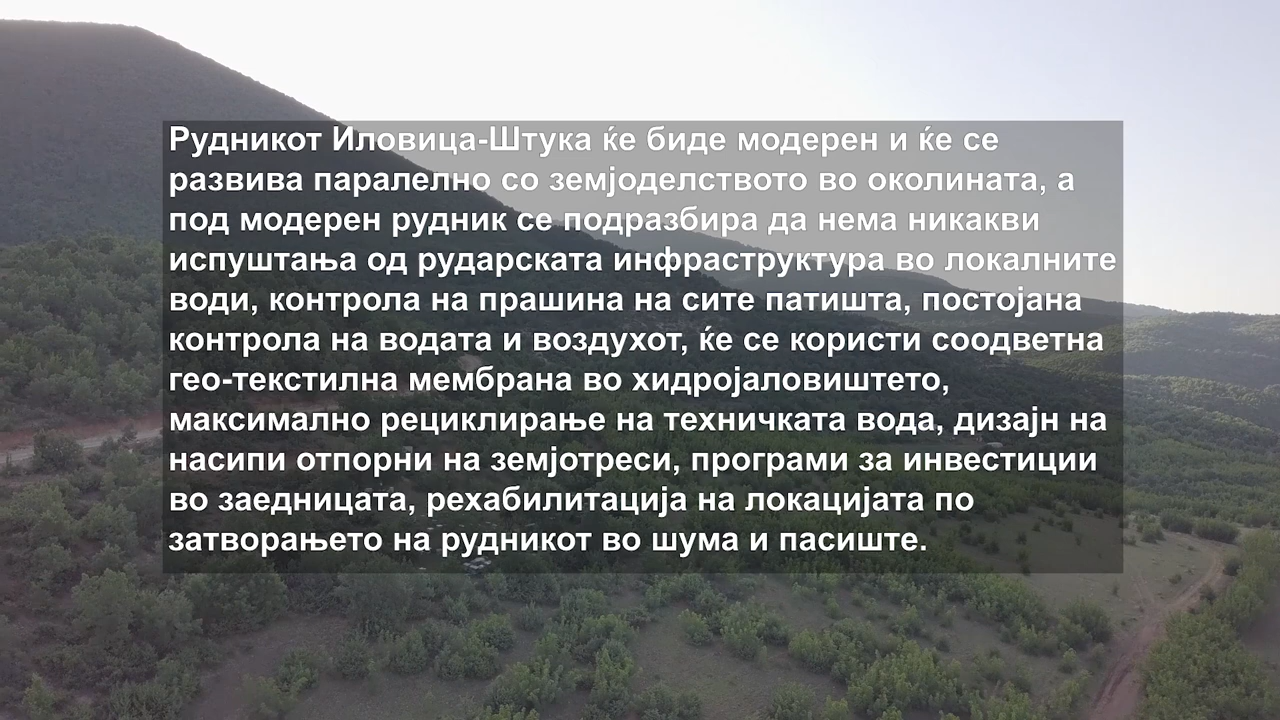 Рудникот Иловица-Штука ќе биде модерен и ќе се
развива паралелно со земјоделството во околината, а
под модерен рудник се подразбира да нема никакви
испуштања од рударската инфраструктура во локалните
води, контрола на прашина на сите патишта, постојана
контрола на водата и воздухот, ќе се користи соодветна
гео-текстилна мембрана во хидројаловиштето,
максимално рециклирање на техничката вода, дизајн на
насипи отпорни на земјотреси, програми за инвестиции
во заедницата, рехабилитација на локацијата по
затворањето на рудникот во шума и пасиште.